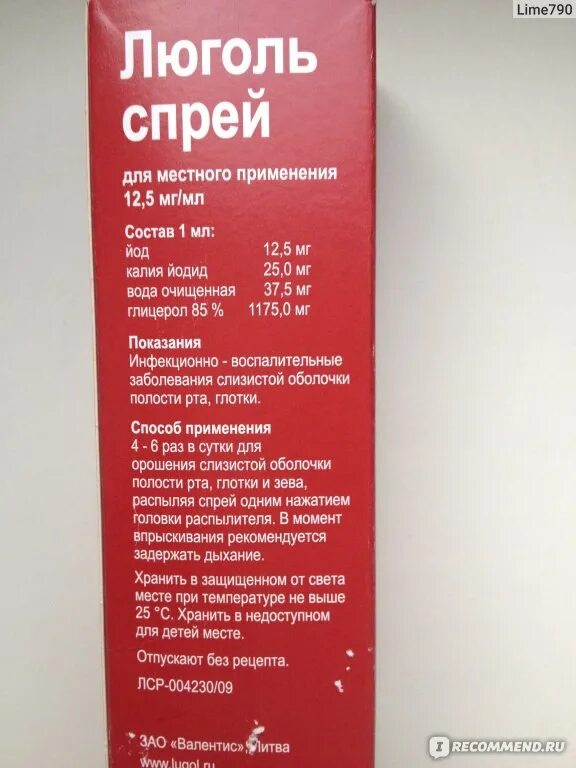 Lime790
Люголь
спрей
для местного применения
12,5 мг/мл
Состав 1 мл:
йод 12,5 мг
калия йодид 25,0 мг
вода очищенная 37,5 мг
глицерол 85 % 1175,0 мг
Показания
Инфекционно - воспалительные
заболевания слизистой оболочки
полости рта, глотки.
Способ применения
4 - 6 раз в сутки для
орошения слизистой оболочки
полости рта, глотки и зева,
распыляя спрей одним нажатием
головки распылителя. В момент
впрыскивания рекомендуется
задержать дыхание.
Хранить в защищенном от света
месте при температуре не выше
25 °С. Хранить в недоступном
для детей месте.
Отпускают без рецепта.
ЛСР-004230/09
ЗАО "Валентис" Литва
www.lugol.ru
I RECOMMEND.RU